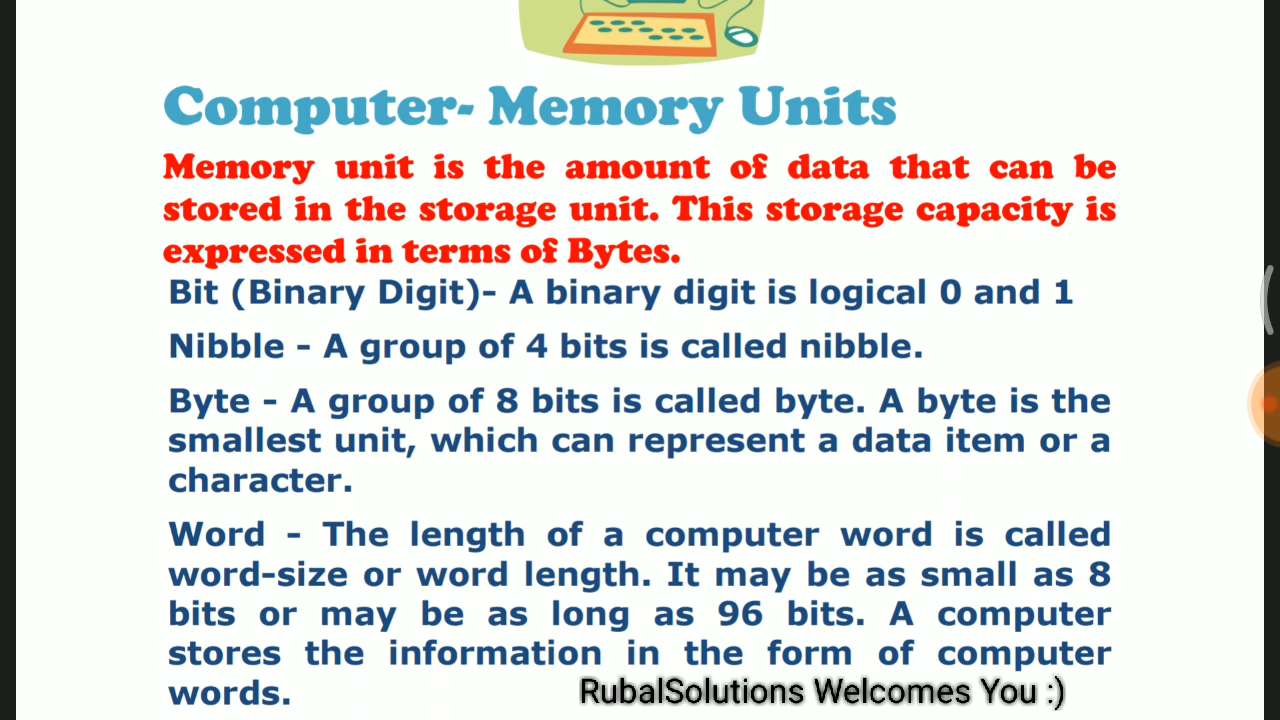 Computer- Memory Units
Memory unit is the amount of data that can be
stored in the storage unit. This storage capacity is
expressed in terms of Bytes.
Bit (Binary Digit)- A binary digit is logical 0 and 1
Nibble - A group of 4 bits is called nibble.
Byte - A group of 8 bits is called byte. A byte is the
smallest unit, which can represent a data item or a
character.
Word - The length of a computer word is called
word-size or word length. It may be as small as 8
bits or may be as long as 96 bits. A computer
stores the information in the form of computer
words.
RubalSolutions Welcomes You :)